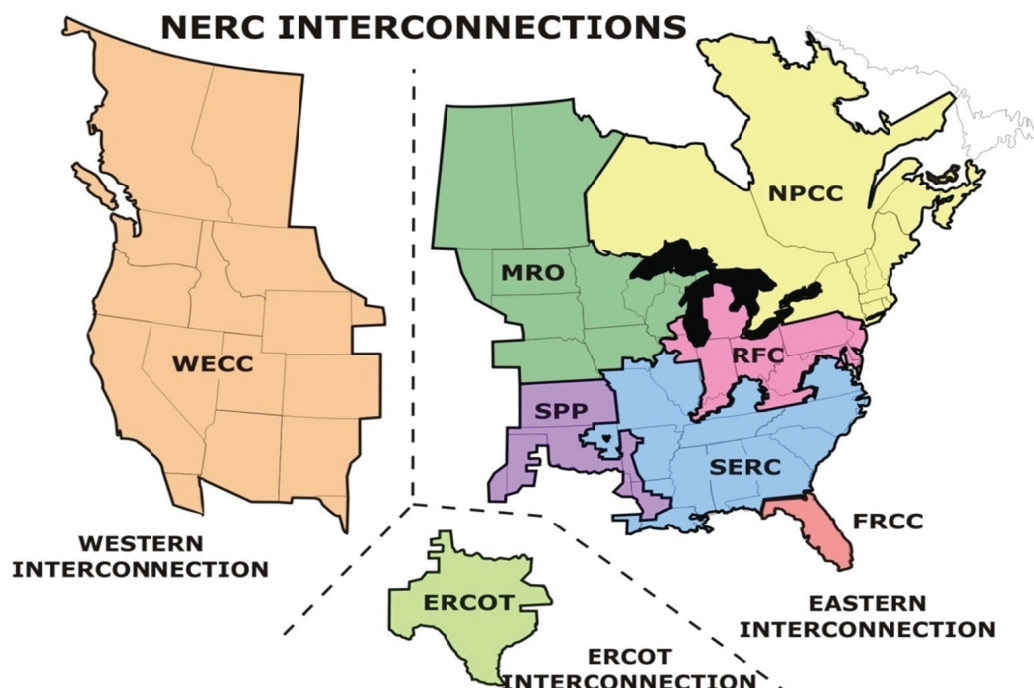 NERC INTERCONNECTIONS
NPCC
MRO
RFC
WECC
SPP
SERC
FRCC
WESTERN
INTERCONNECTION
ERCOT
EASTERN
INTERCONNECTION
ERCOT
INTERCONNECTION